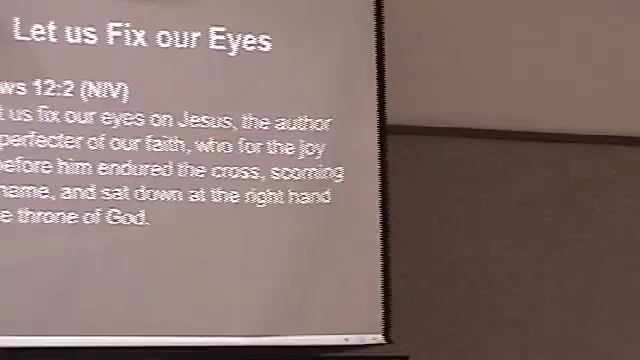 Let us Fix our Eyes
ws 12:2 (NIV)
t us fix our eyes on Jesus, the author
perfecter of our faith, who for the joy
before him endured the cross, scorning
hame, and sat down at the right hand
e throne of God.